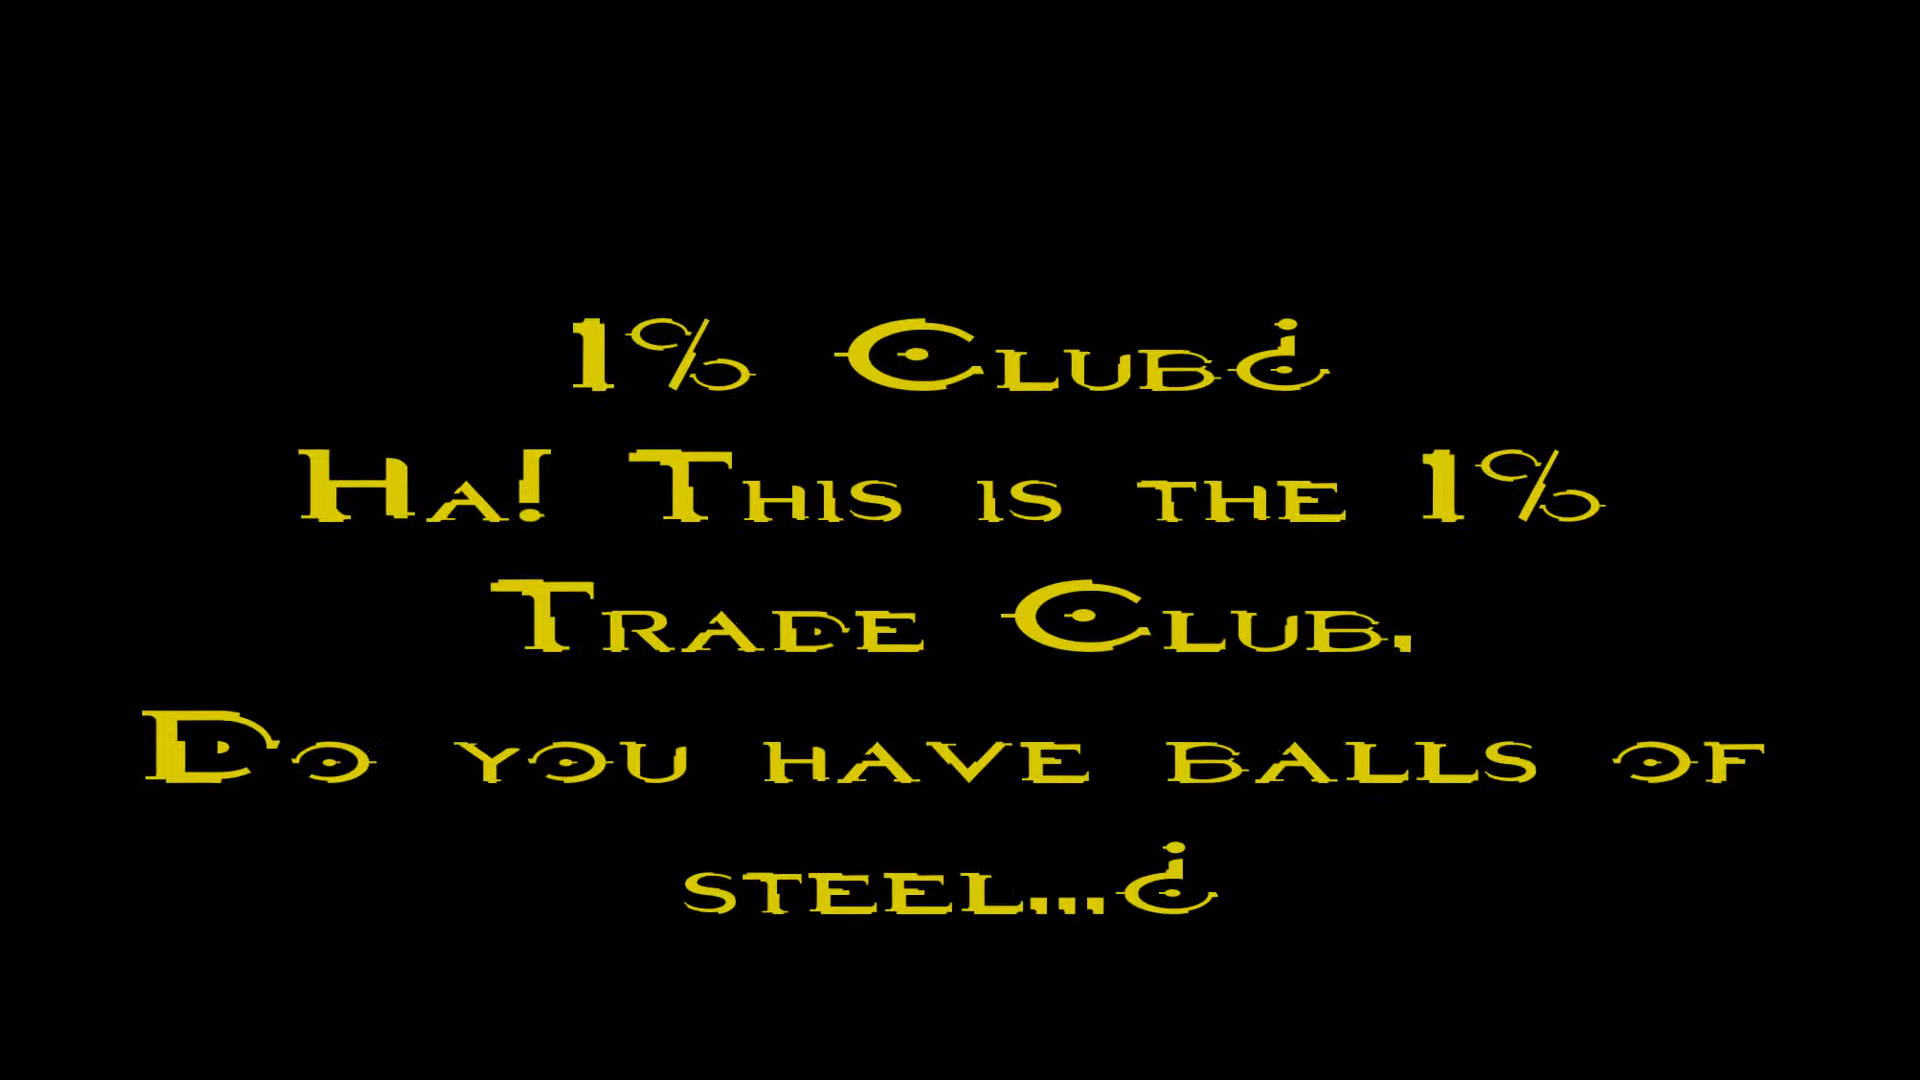 1% Club¿
Ha! This is the 1%
Trade Club.
Do you have balls of
steel...¿